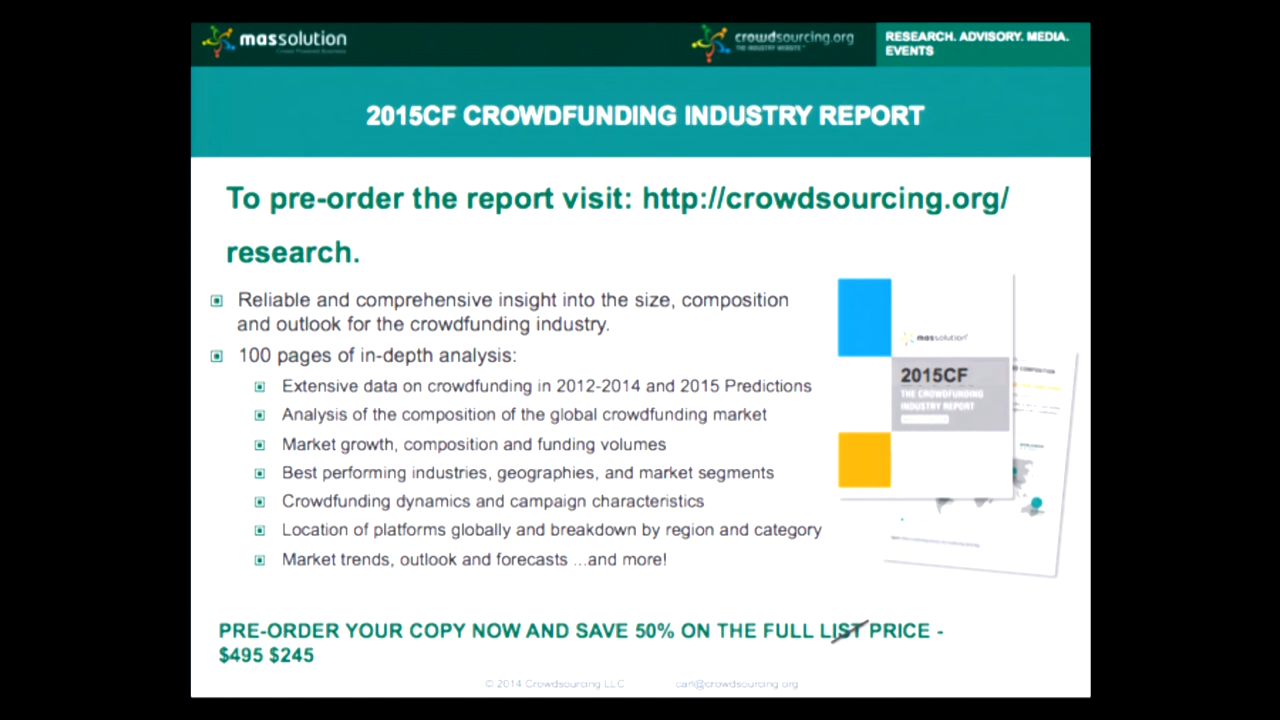 massolution
crowdsourcing.org
THE INDUSTRY WEBSITE
RESEARCH. ADVISORY. MEDIA.
EVENTS
2015CF CROWDFUNDING INDUSTRY REPORT
To pre-order the report visit: http://crowdsourcing.org/
research.
Reliable and comprehensive insight into the size, composition
and outlook for the crowdfunding industry.
100 pages of in-depth analysis:
Extensive data on crowdfunding in 2012-2014 and 2015 Predictions
Analysis of the composition of the global crowdfunding market
Market growth, composition and funding volumes
Best performing industries, geographies, and market segments
Crowdfunding dynamics and campaign characteristics
Location of platforms globally and breakdown by region and category
Market trends, outlook and forecasts ...and more!
massolution
2015CF
THE CROWDFUNDING
INDUSTRY REPORT
COMPOSITION
PRE-ORDER YOUR COPY NOW AND SAVE 50% ON THE FULL LIST PRICE -
$495 $245
© 2014 Crowdsourcing LLC carl@crowdsourcing.org